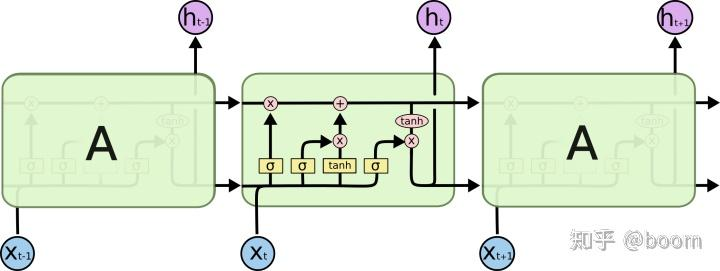 ht-1
ht
ht+1
A
x
+
tanh
x
x
σ
σ
tanh
σ
A
Xt-1
Xt
Xt+1
知乎 @boom